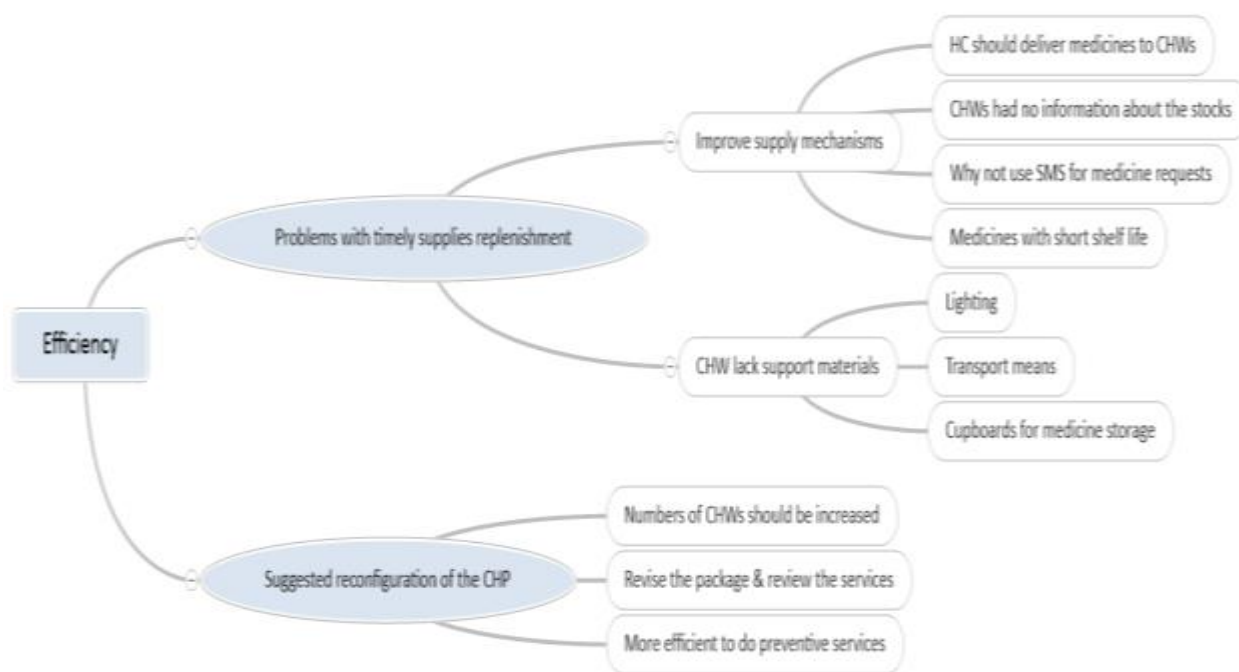 Efficiency
Problems with timely supplies replenishment
Improve supply mechanisms
HC should deliver medicines to CHWs
CHWs had no information about the stocks
Why not use SMS for medicine requests
Medicines with short shelf life
CHW lack support materials
Lighting
Transport means
Cupboards for medicine storage
Suggested reconfiguration of the CHP
Numbers of CHWs should be increased
Revise the package & review the services
More efficient to do preventive services